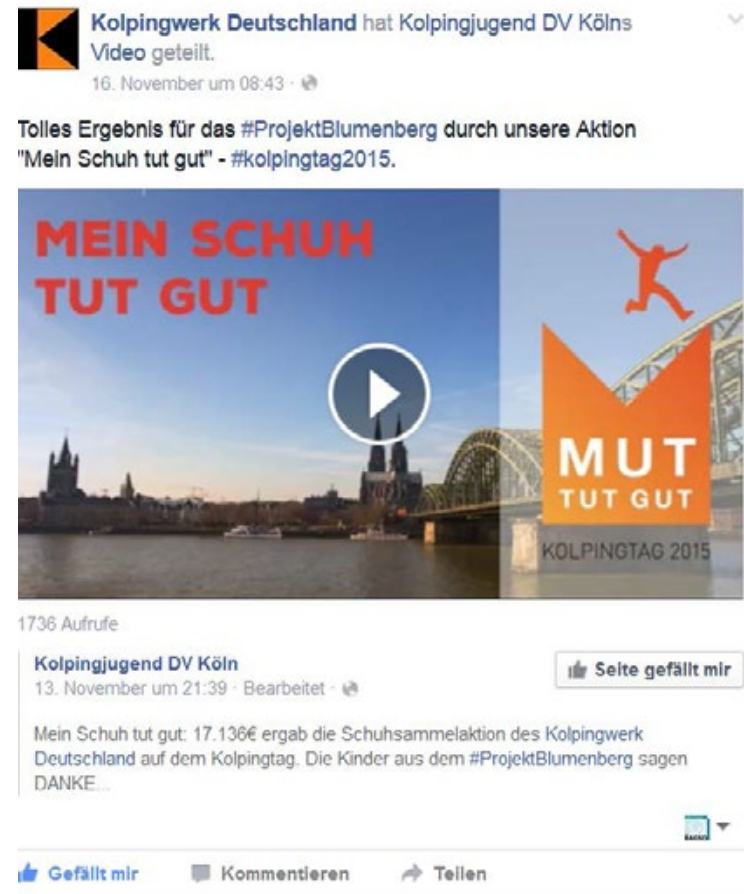 Kolpingwerk Deutschland hat Kolpingjugend DV Kölns
Video geteilt.
16. November um 08:43 ·
Tolles Ergebnis für das #ProjektBlumenberg durch unsere Aktion
"Mein Schuh tut gut" - #kolpingtag2015.
MEIN SCHUH
TUT GUT
MUT
TUT GUT
KOLPINGTAG 2015
1736 Aufrufe
Kolpingjugend DV Köln
13. November um 21:39 · Bearbeitet ·
Seite gefällt mir
Mein Schuh tut gut: 17.136€ ergab die Schuhsammelaktion des Kolpingwerk
Deutschland auf dem Kolpingtag. Die Kinder aus dem #ProjektBlumenberg sagen
DANKE...
Gefällt mir Kommentieren Teilen